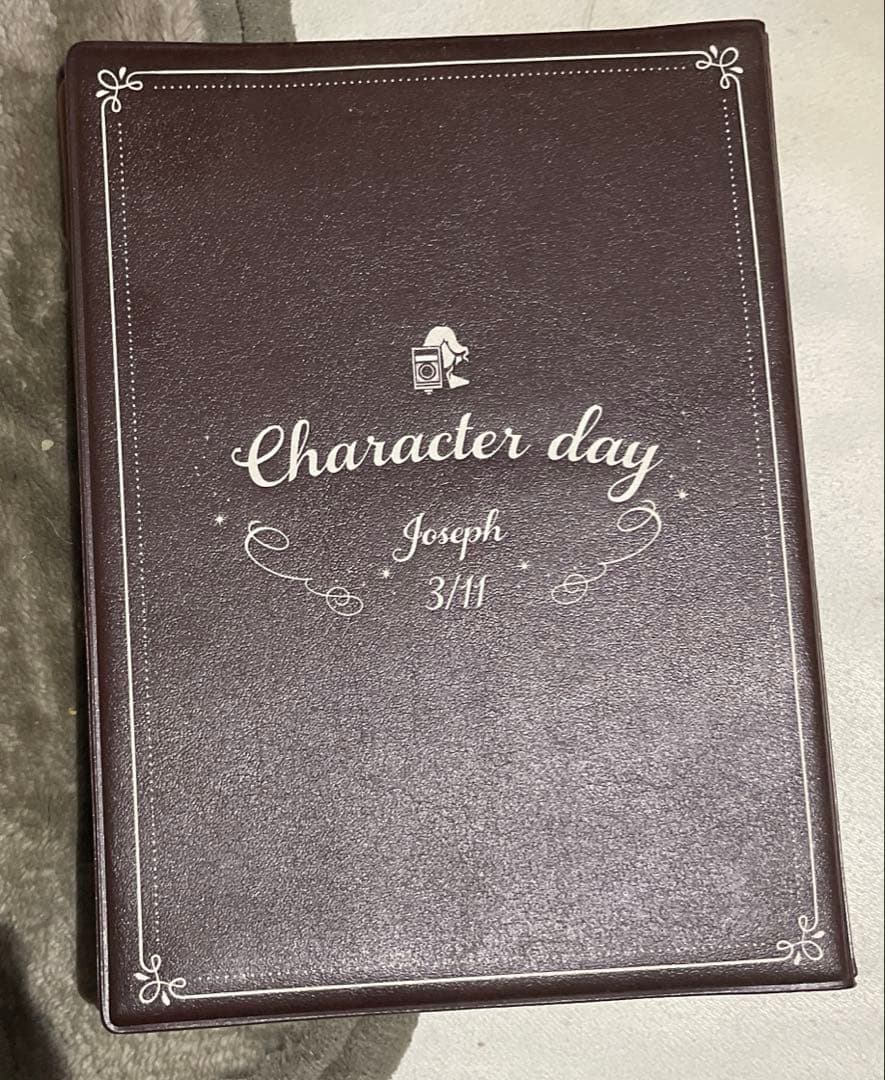 Character day
Joseph
3/11